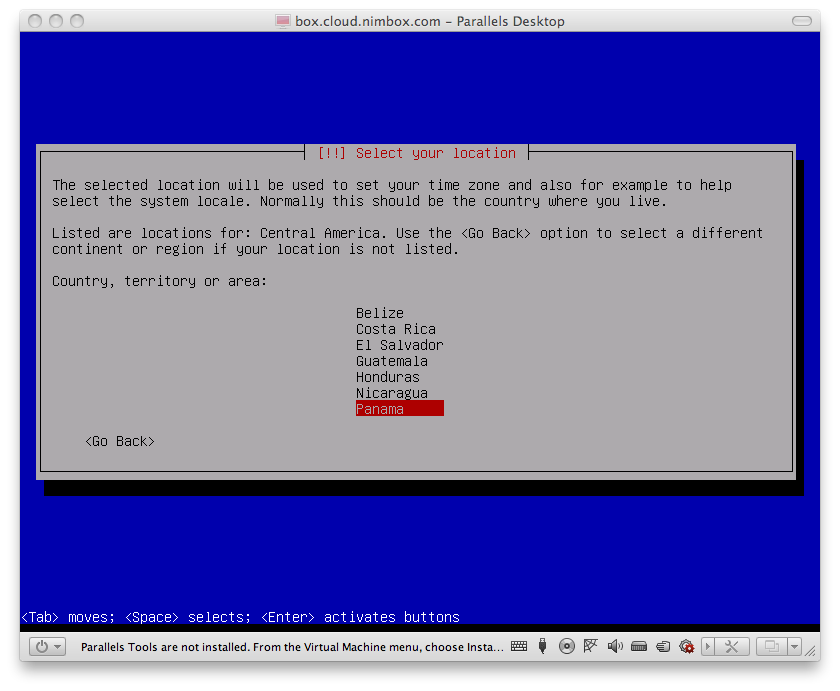 box.cloud.nimbox.com – Parallels Desktop
[!!] Select your location
The selected location will be used to set your time zone and also for example to help
select the system locale. Normally this should be the country where you live.
Listed are locations for: Central America. Use the <Go Back> option to select a different
continent or region if your location is not listed.
Country, territory or area:
Belize
Costa Rica
El Salvador
Guatemala
Honduras
Nicaragua
Panama
<Go Back>
<Tab> moves; <Space> selects; <Enter> activates buttons
Parallels Tools are not installed. From the Virtual Machine menu, choose Insta...